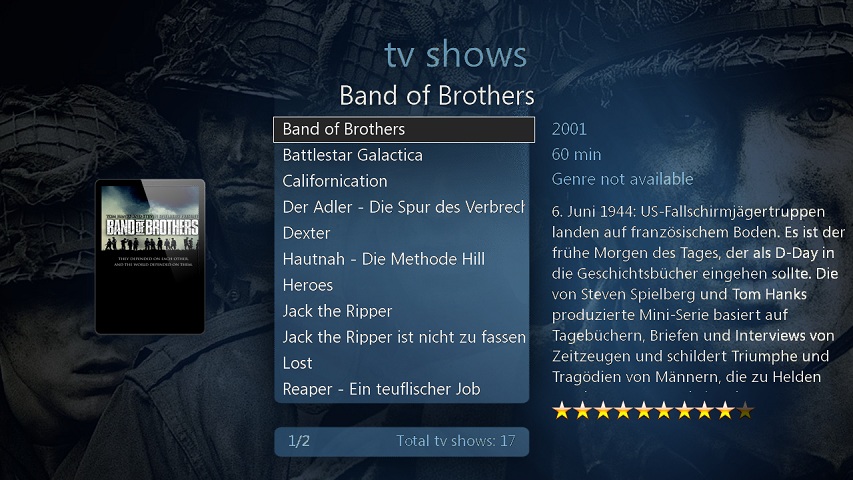 tv shows
Band of Brothers
Band of Brothers
Battlestar Galactica
Californication
Der Adler - Die Spur des Verbrech
Dexter
Hautnah - Die Methode Hill
Heroes
Jack the Ripper
Jack the Ripper ist nicht zu fassen
Lost
Reaper - Ein teuflischer Job
1/2
Total tv shows: 17
2001
60 min
Genre not available
6. Juni 1944: US-Fallschirmjägertruppen
landen auf französischem Boden. Es ist der
frühe Morgen des Tages, der als D-Day in
die Geschichtsbücher eingehen sollte. Die
von Steven Spielberg und Tom Hanks
produzierte Mini-Serie basiert auf
Tagebüchern, Briefen und Interviews von
Zeitzeugen und schildert Triumphe und
Tragödien von Männern, die zu Helden
BAND OF BROTHERS
THEY DEPENDED ON EACH OTHER.
AND THE WORLD DEPENDED ON THEM.